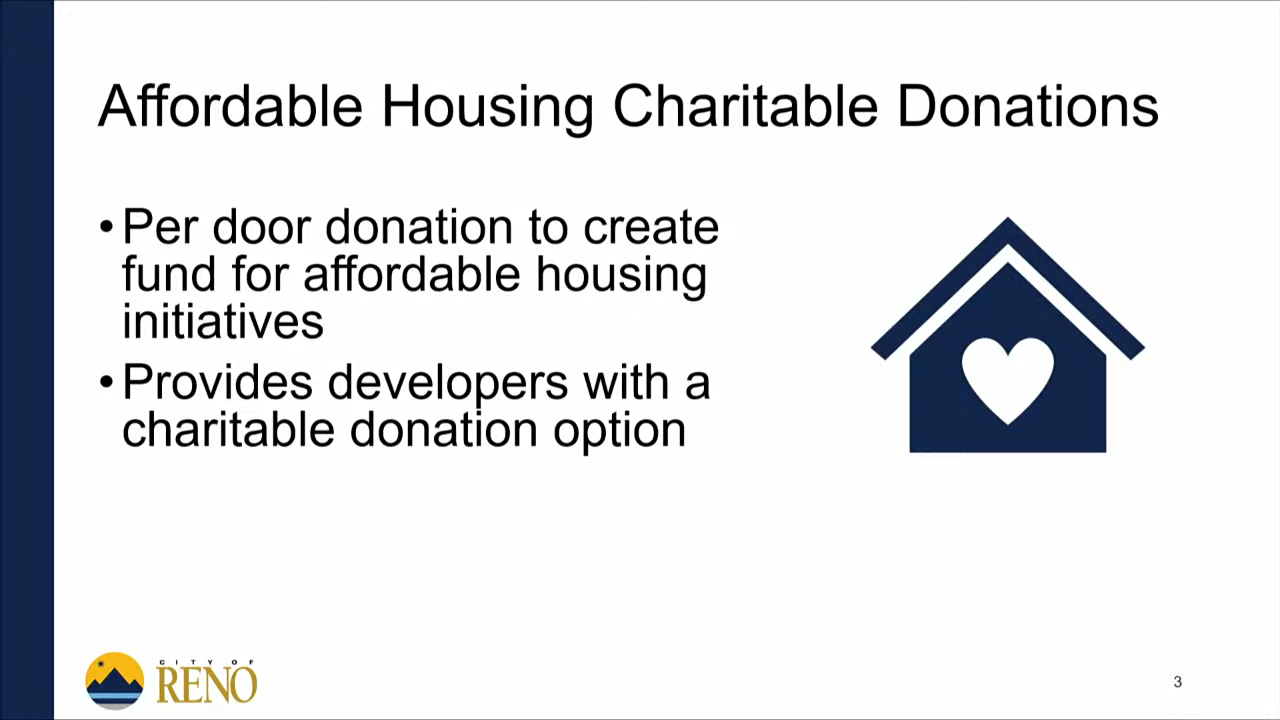 Affordable Housing Charitable Donations
•Per door donation to create
fund for affordable housing
initiatives
•Provides developers with a
charitable donation option
CITY OF
RENO
3